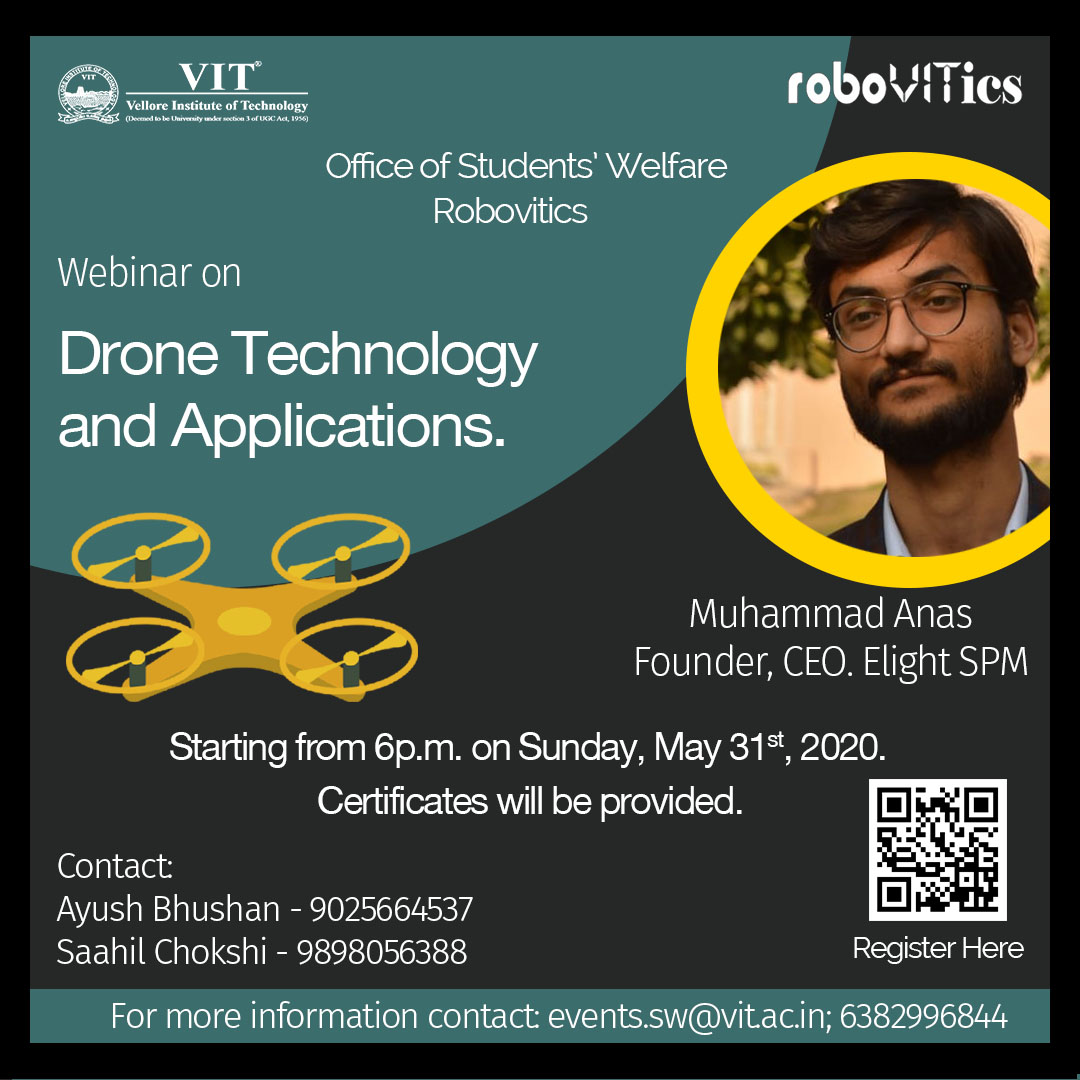 VIT®
Vellore Institute of Technology
(Deemed to be University under section 3 of UGC Act, 1956)
roboVITics
Office of Students' Welfare
Robovitics
Webinar on
Drone Technology
and Applications.
Muhammad Anas
Founder, CEO. Elight SPM
Starting from 6p.m. on Sunday, May 31st, 2020.
Certificates will be provided.
Contact:
Ayush Bhushan - 9025664537
Saahil Chokshi - 9898056388
Register Here
For more information contact: events.sw@vit.ac.in; 6382996844